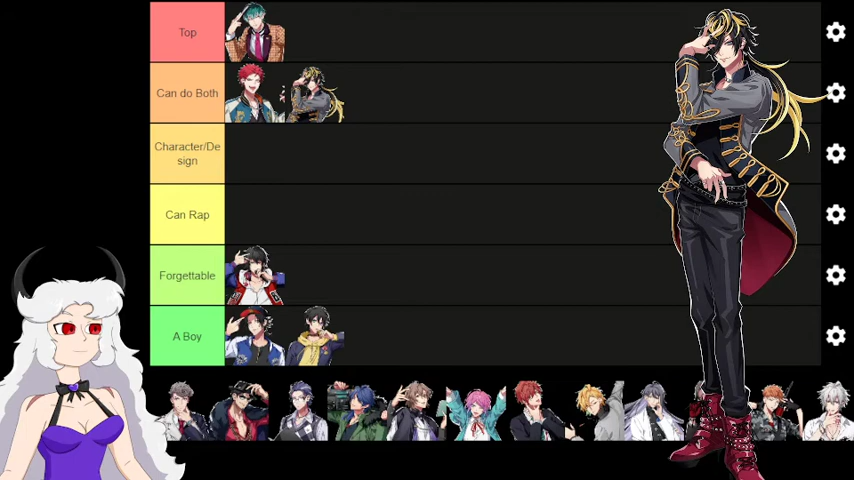 Top
Can do Both
Character/De
sign
Can Rap
Forgettable
A Boy